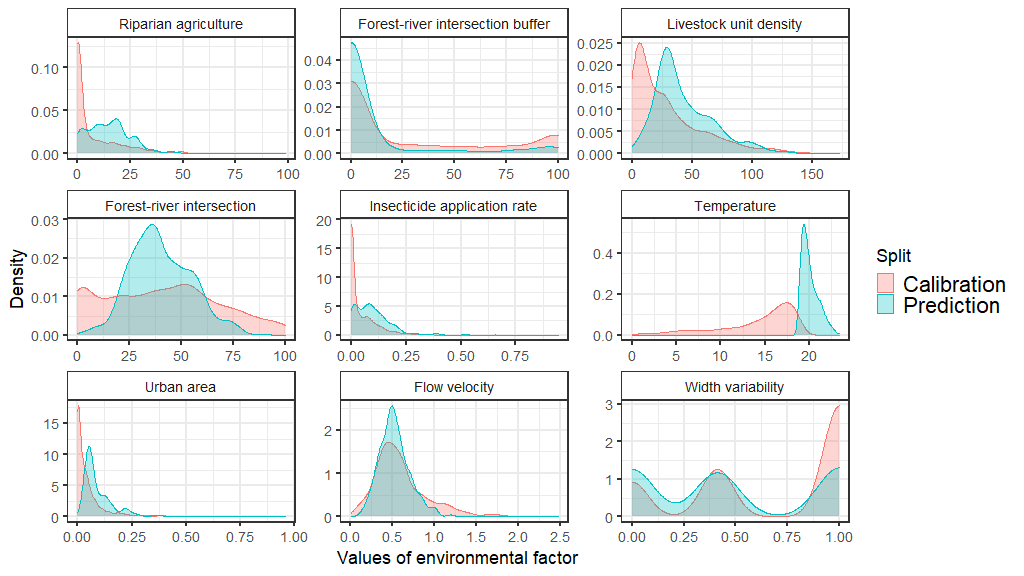 Riparian agriculture
Forest-river intersection buffer
Livestock unit density
0.10
0.05
0.00
0 25 50 75 100
0.04
0.03
0.02
0.01
0.00
0 25 50 75 100
0.025
0.020
0.015
0.010
0.005
0.000
0 50 100 150
Forest-river intersection
Insecticide application rate
Temperature
0.03
0.02
0.01
0.00
0 25 50 75 100
20
15
10
5
0
0.00 0.25 0.50 0.75
0.4
0.2
0.0
0 5 10 15 20
Urban area
Flow velocity
Width variability
15
10
5
0
0.00 0.25 0.50 0.75 1.00
2
1
0
0.0 0.5 1.0 1.5 2.0 2.5
3
2
1
0
0.00 0.25 0.50 0.75 1.00
Density
Values of environmental factor
Split
Calibration
Prediction